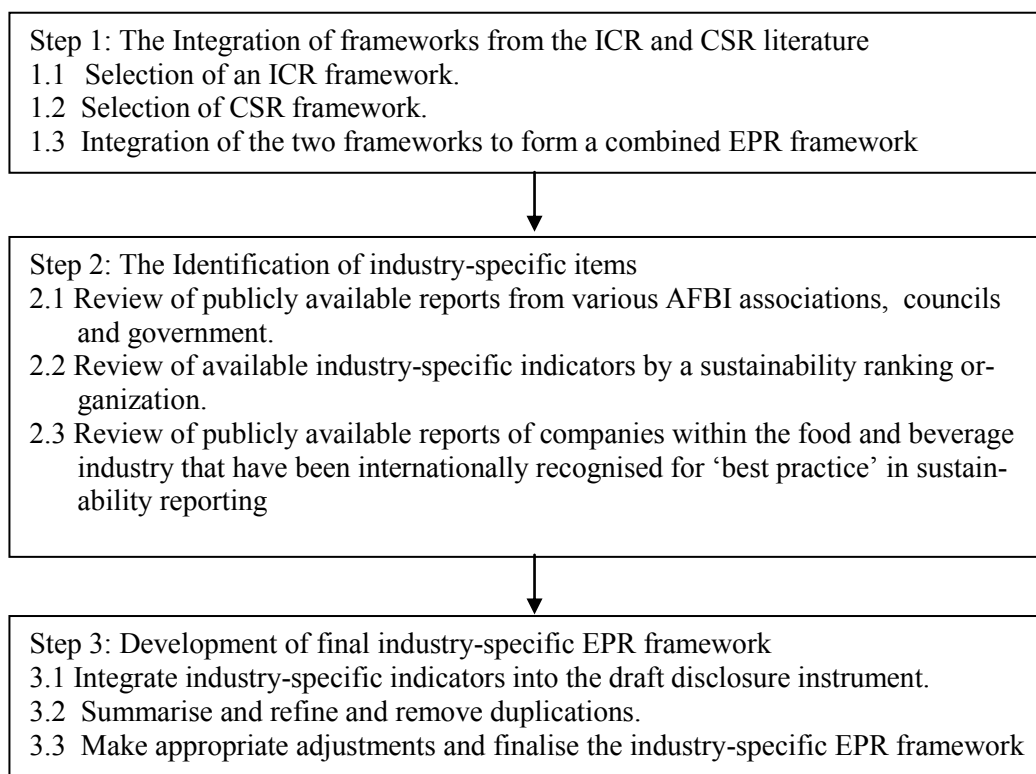 Step 1: The Integration of frameworks from the ICR and CSR literature
1.1 Selection of an ICR framework.
1.2 Selection of CSR framework.
1.3 Integration of the two frameworks to form a combined EPR framework
Step 2: The Identification of industry-specific items
2.1 Review of publicly available reports from various AFBI associations, councils
and government.
2.2 Review of available industry-specific indicators by a sustainability ranking or-
ganization.
2.3 Review of publicly available reports of companies within the food and beverage
industry that have been internationally recognised for ‘best practice’ in sustain-
ability reporting
Step 3: Development of final industry-specific EPR framework
3.1 Integrate industry-specific indicators into the draft disclosure instrument.
3.2 Summarise and refine and remove duplications.
3.3 Make appropriate adjustments and finalise the industry-specific EPR framework